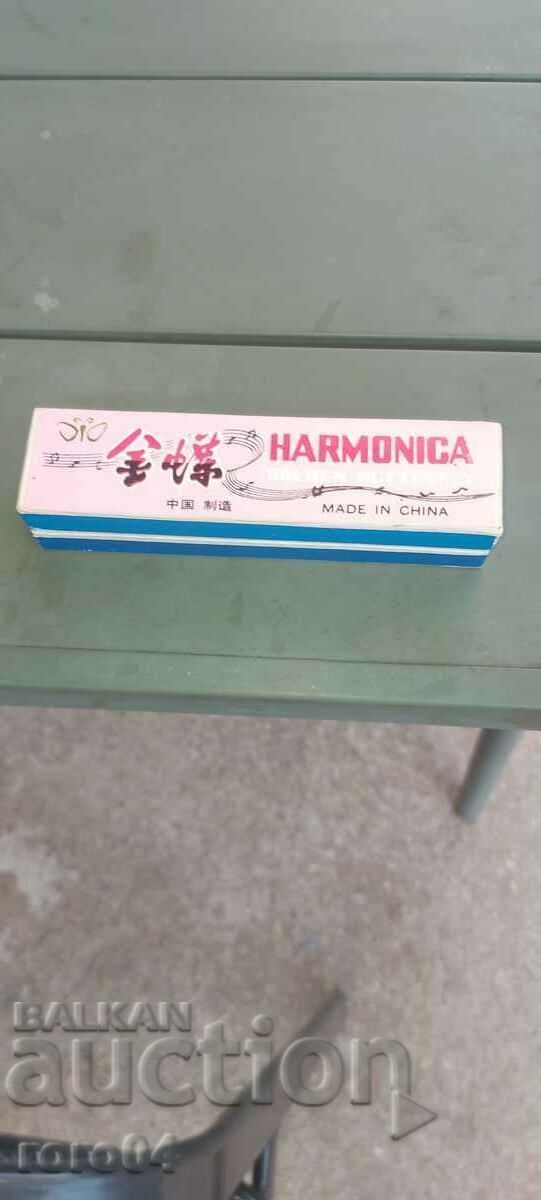 金蝶
HARMONICA
GOLDEN BUTTERFLY
中国 制造
MADE IN CHINA
BALKAN
auction
roro04